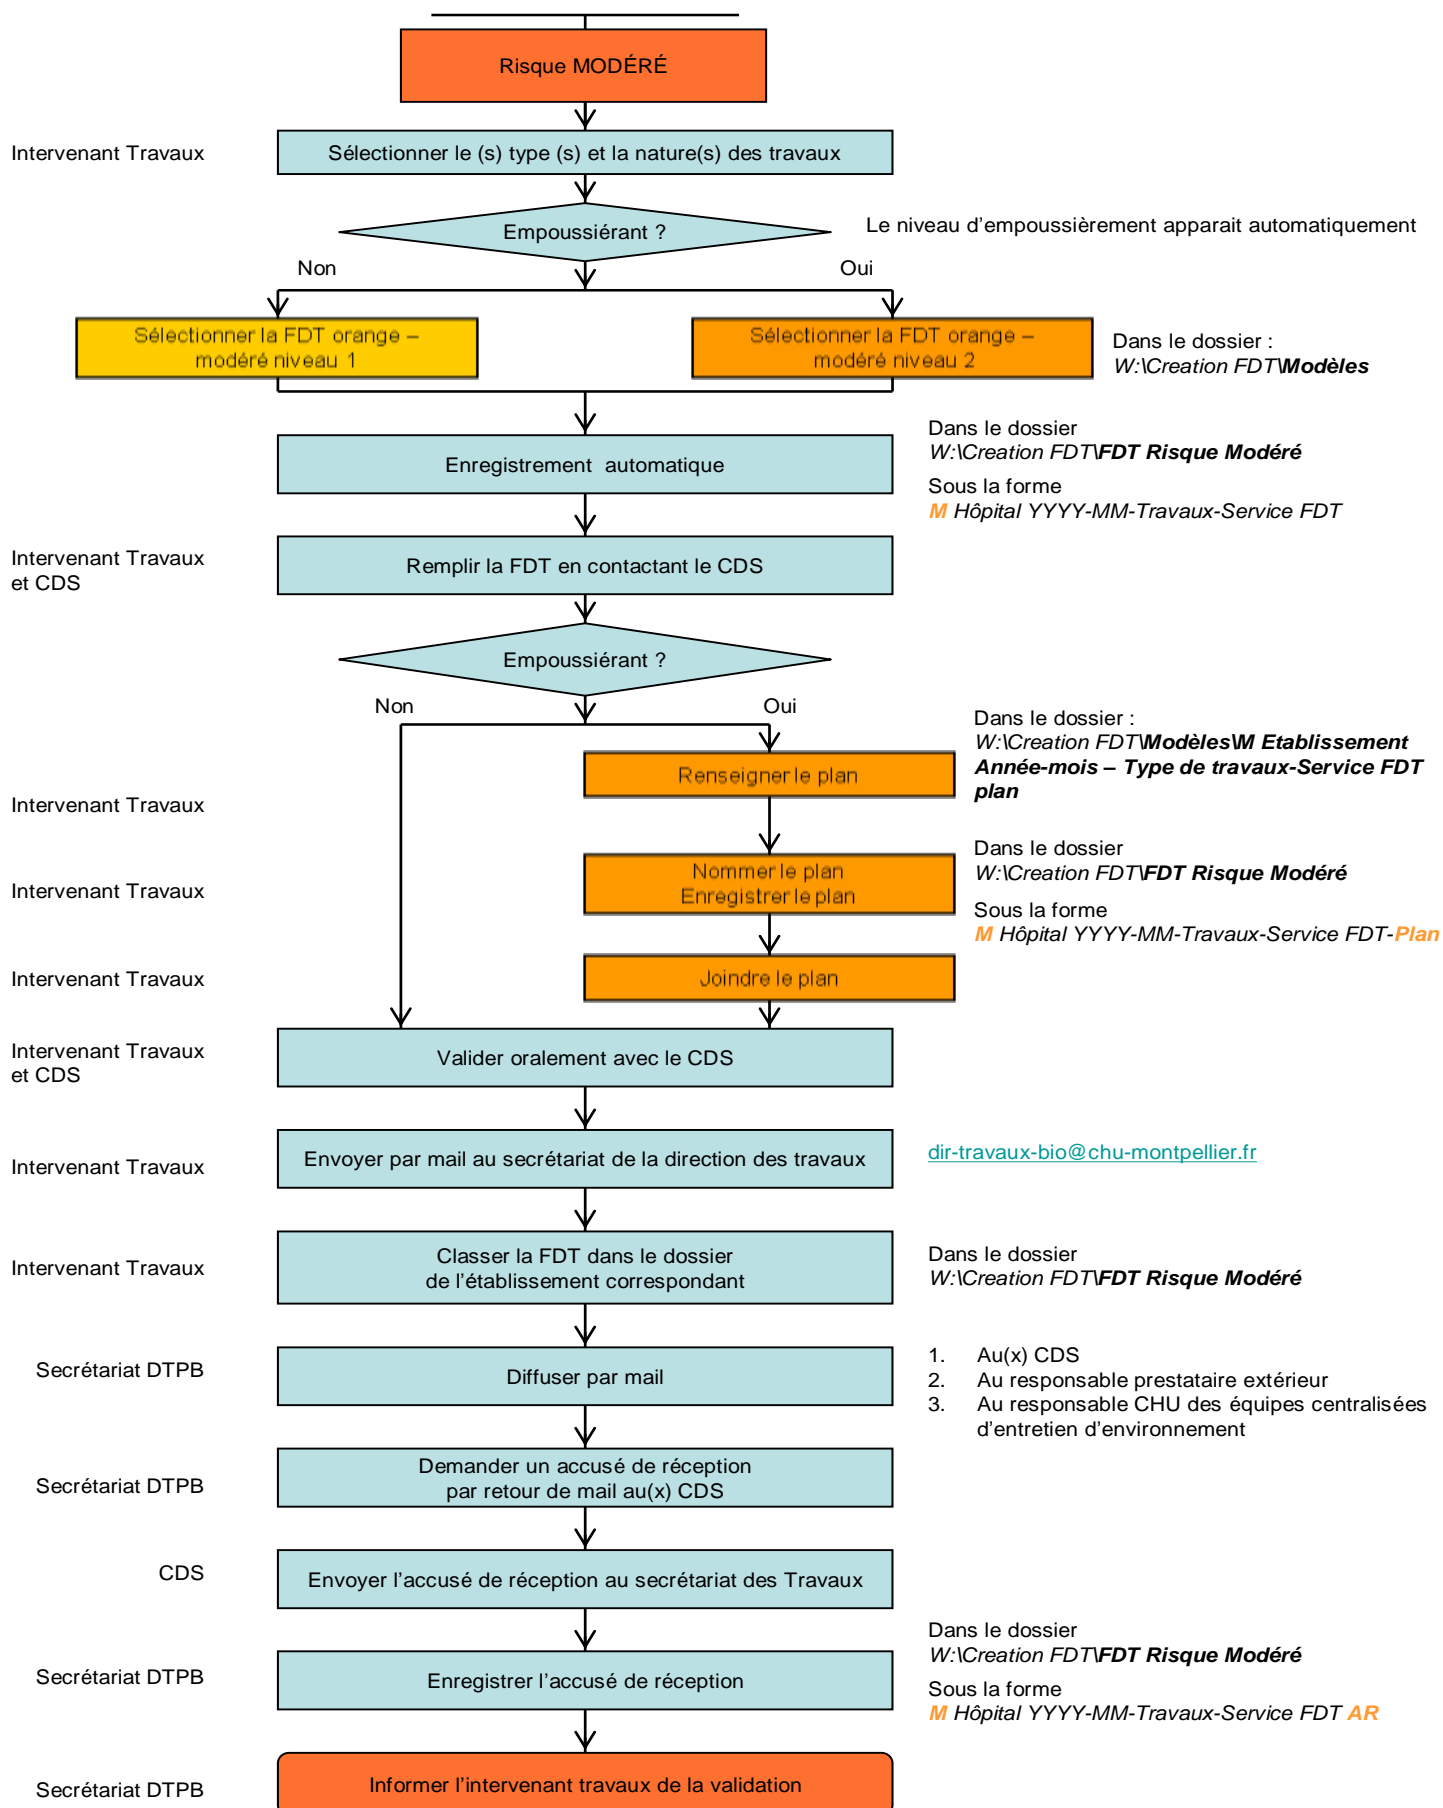 Risque MODÉRÉ
Intervenant Travaux
Sélectionner le (s) type (s) et la nature(s) des travaux
Empoussiérant ?
Le niveau d’empoussièrement apparait automatiquement
Non
Oui
Sélectionner la FDT orange –
modéré niveau 1
Sélectionner la FDT orange –
modéré niveau 2
Dans le dossier :
W:\Creation FDT\Modèles
Enregistrement automatique
Dans le dossier
W:\Creation FDT\FDT Risque Modéré
Sous la forme
M Hôpital YYYY-MM-Travaux-Service FDT
Intervenant Travaux
et CDS
Remplir la FDT en contactant le CDS
Empoussiérant ?
Non
Oui
Intervenant Travaux
Renseigner le plan
Dans le dossier :
W:\Creation FDT\Modèles\M Etablissement
Année-mois – Type de travaux-Service FDT
plan
Intervenant Travaux
Nommer le plan
Enregistrer le plan
Dans le dossier
W:\Creation FDT\FDT Risque Modéré
Sous la forme
M Hôpital YYYY-MM-Travaux-Service FDT-Plan
Intervenant Travaux
Joindre le plan
Intervenant Travaux
et CDS
Valider oralement avec le CDS
Intervenant Travaux
Envoyer par mail au secrétariat de la direction des travaux
dir-travaux-bio@chu-montpellier.fr
Intervenant Travaux
Classer la FDT dans le dossier
de l’établissement correspondant
Dans le dossier
W:\Creation FDT\FDT Risque Modéré
Secrétariat DTPB
Diffuser par mail
1. Au(x) CDS
2. Au responsable prestataire extérieur
3. Au responsable CHU des équipes centralisées
d’entretien d’environnement
Secrétariat DTPB
Demander un accusé de réception
par retour de mail au(x) CDS
CDS
Envoyer l’accusé de réception au secrétariat des Travaux
Secrétariat DTPB
Enregistrer l’accusé de réception
Dans le dossier
W:\Creation FDT\FDT Risque Modéré
Sous la forme
M Hôpital YYYY-MM-Travaux-Service FDT AR
Secrétariat DTPB
Informer l’intervenant travaux de la validation